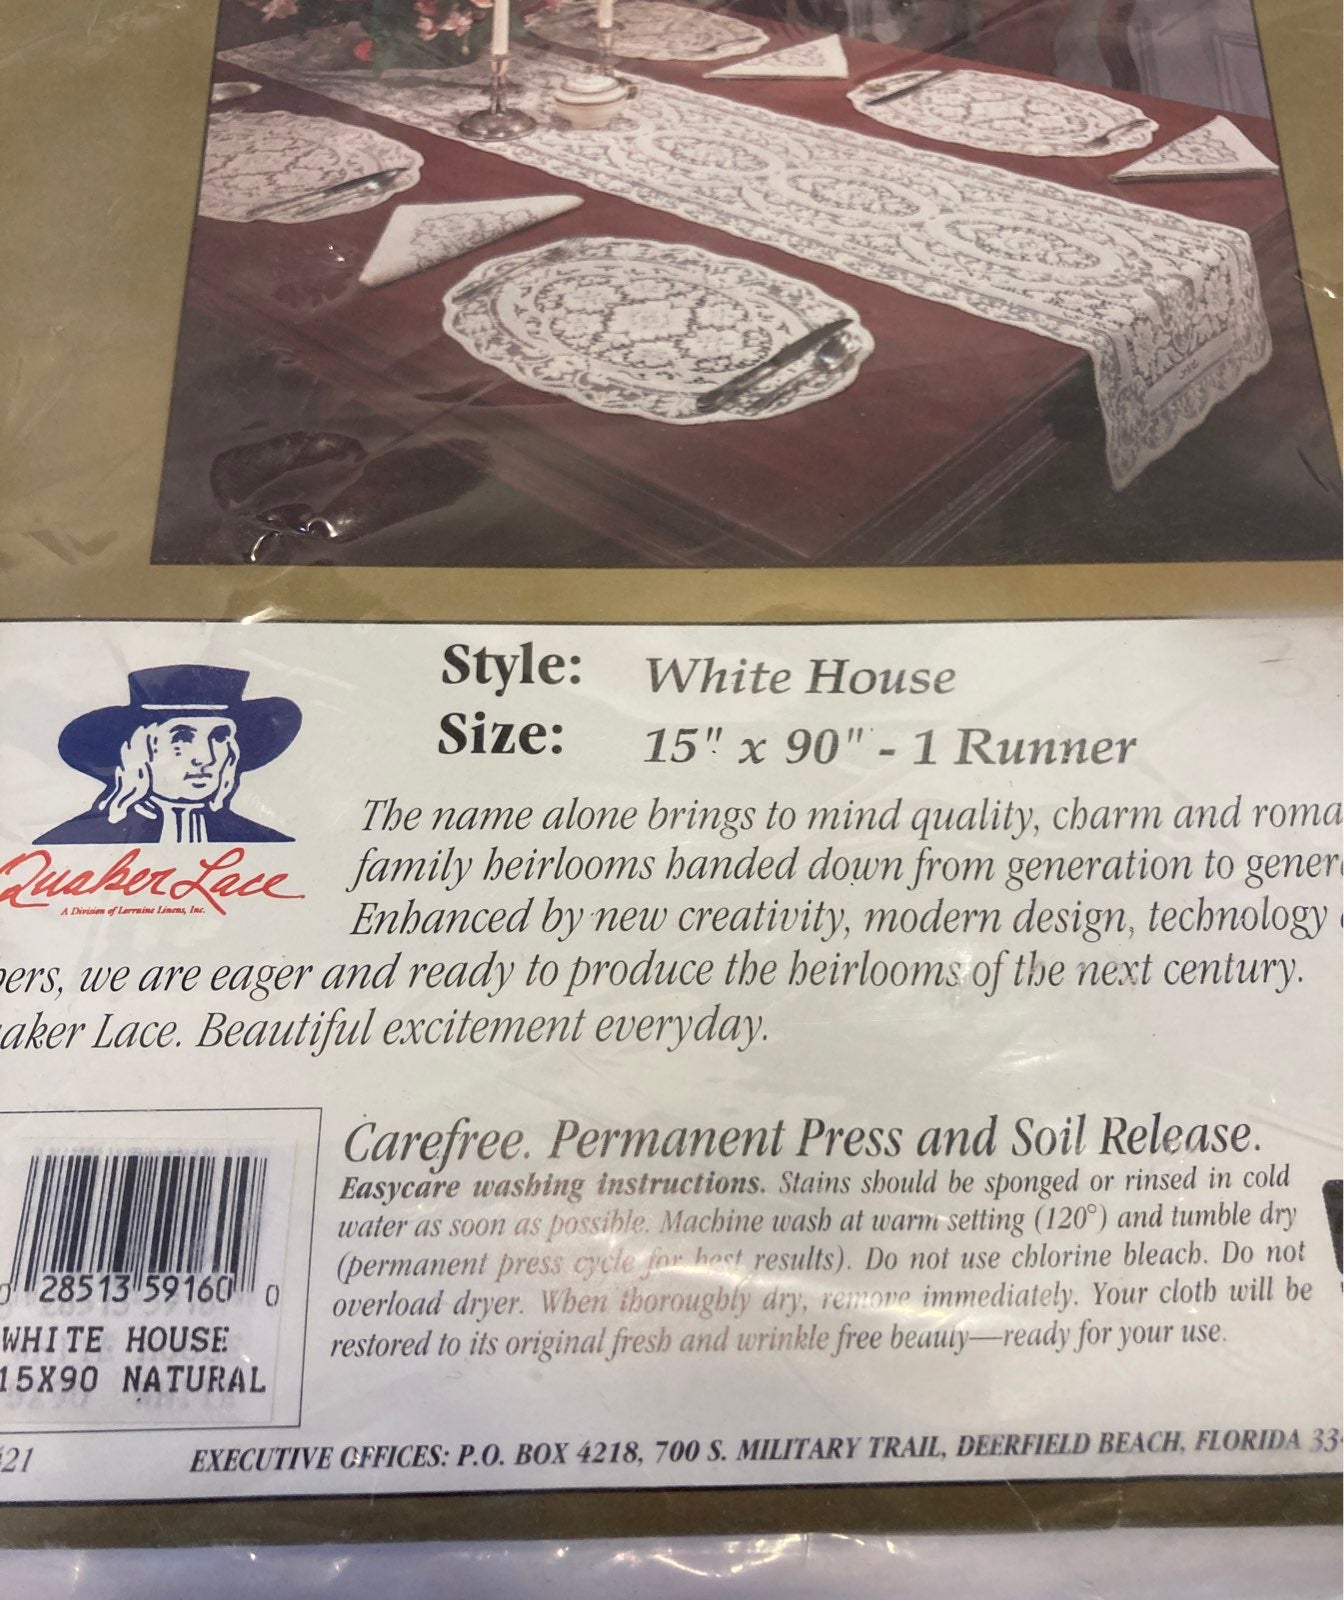 Style: White House
Size: 15" x 90" - 1 Runner
Quaker Lace
A Division of Lorraine Linens, Inc.
The name alone brings to mind quality, charm and roma
family heirlooms handed down from generation to gener
Enhanced by new creativity, modern design, technology
bers, we are eager and ready to produce the heirlooms of the next century.
aker Lace. Beautiful excitement everyday.
Carefree. Permanent Press and Soil Release.
Easycare washing instructions. Stains should be sponged or rinsed in cold
water as soon as possible. Machine wash at warm setting (120°) and tumble dry
(permanent press cycle for best results). Do not use chlorine bleach. Do not
overload dryer. When thoroughly dry, remove immediately. Your cloth will be
restored to its original fresh and wrinkle free beauty—ready for your use.
0 28513 59160 0
WHITE HOUSE
15X90 NATURAL
621
EXECUTIVE OFFICES: P.O. BOX 4218, 700 S. MILITARY TRAIL, DEERFIELD BEACH, FLORIDA 33